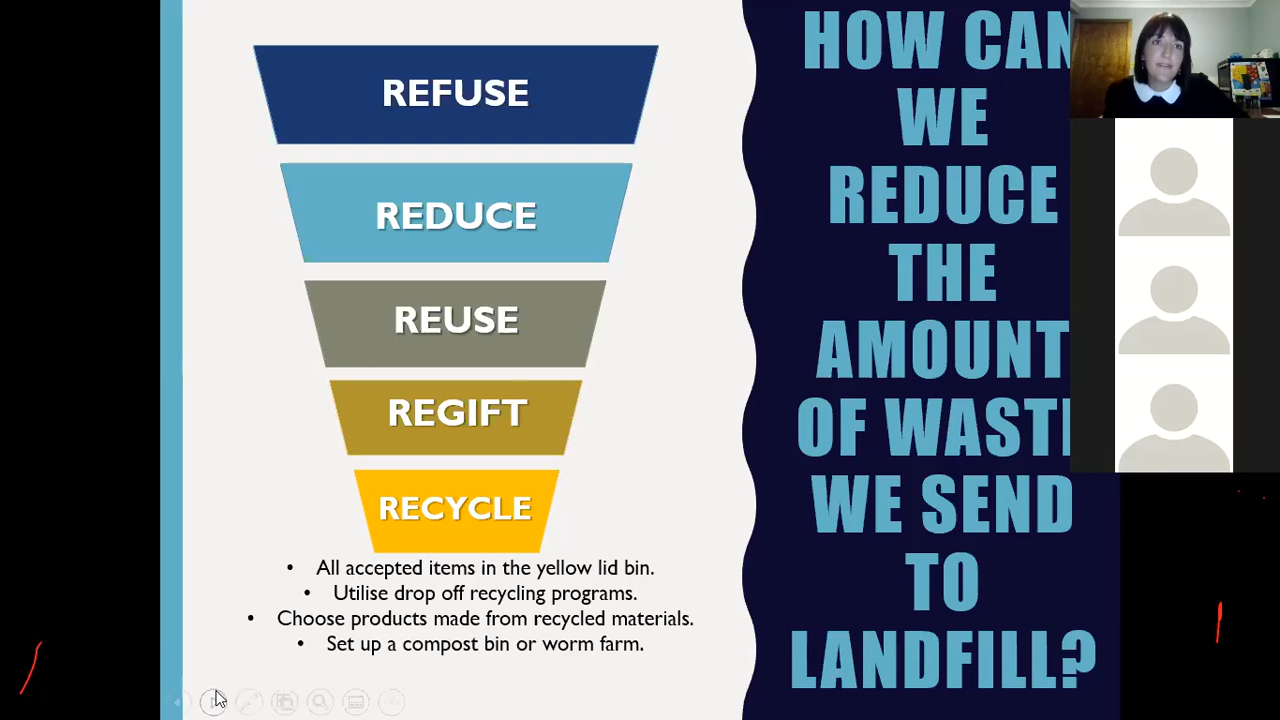 REFUSE
REDUCE
REUSE
REGIFT
RECYCLE
• All accepted items in the yellow lid bin.
• Utilise drop off recycling programs.
• Choose products made from recycled materials.
• Set up a compost bin or worm farm.
HOW CAN
WE
REDUCE
THE
AMOUNT
OF WASTE
WE SEND
TO
LANDFILL?